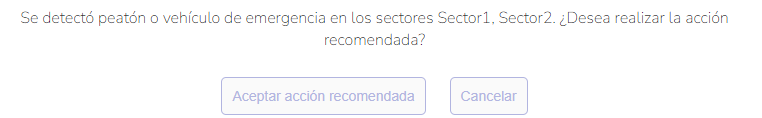 Se detectó peatón o vehículo de emergencia en los sectores Sector1, Sector2. ¿Desea realizar la acción
recomendada?
Aceptar acción recomendada
Cancelar